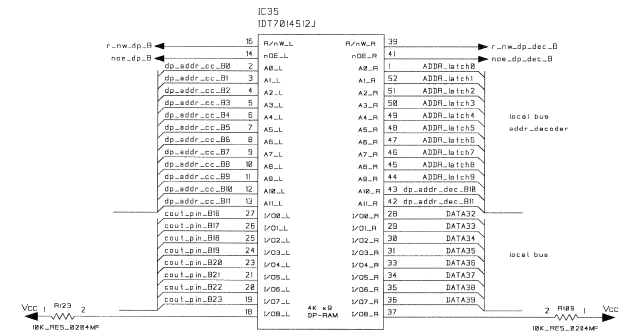 IC35
IDT7014S12J
r_nw_dp_B 16 R/nW_L R/nW_R 39 r_nw_dp_dec_B
noe_dp_B 14 nOE_L nOE_R 41 noe_dp_dec_B
dp_addr_cc_B0 2 A0_L A0_R 1 ADDR_latch0
dp_addr_cc_B1 3 A1_L A1_R 52 ADDR_latch1
dp_addr_cc_B2 4 A2_L A2_R 51 ADDR_latch2
dp_addr_cc_B3 5 A3_L A3_R 50 ADDR_latch3
dp_addr_cc_B4 6 A4_L A4_R 49 ADDR_latch4 local bus
dp_addr_cc_B5 7 A5_L A5_R 48 ADDR_latch5 addr_decoder
dp_addr_cc_B6 8 A6_L A6_R 47 ADDR_latch6
dp_addr_cc_B7 9 A7_L A7_R 46 ADDR_latch7
dp_addr_cc_B8 10 A8_L A8_R 45 ADDR_latch8
dp_addr_cc_B9 11 A9_L A9_R 44 ADDR_latch9
dp_addr_cc_B10 12 A10_L A10_R 43 dp_addr_dec_B10
dp_addr_cc_B11 13 A11_L A11_R 42 dp_addr_dec_B11
cout_pin_B16 27 I/O0_L I/O0_R 28 DATA32
cout_pin_B17 26 I/O1_L I/O1_R 29 DATA33
cout_pin_B18 25 I/O2_L I/O2_R 30 DATA34
cout_pin_B19 24 I/O3_L I/O3_R 31 DATA35 local bus
cout_pin_B20 23 I/O4_L I/O4_R 33 DATA36
cout_pin_B21 21 I/O5_L I/O5_R 34 DATA37
cout_pin_B22 20 I/O6_L I/O6_R 35 DATA38
cout_pin_B23 19 I/O7_L I/O7_R 36 DATA39
Vcc 1 R123 2 18 I/O8_L 4K x9 I/O8_R 37 2 R109 1 Vcc
DP-RAM
10K_RES_0204MF 10K_RES_0204MF